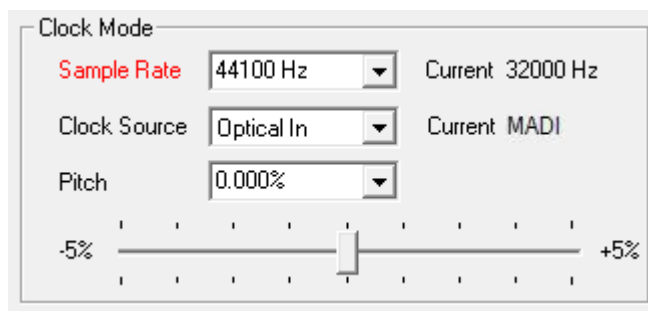 Clock Mode
Sample Rate 44100 Hz Current 32000 Hz
Clock Source Optical In Current MADI
Pitch 0.000%
-5% +5%